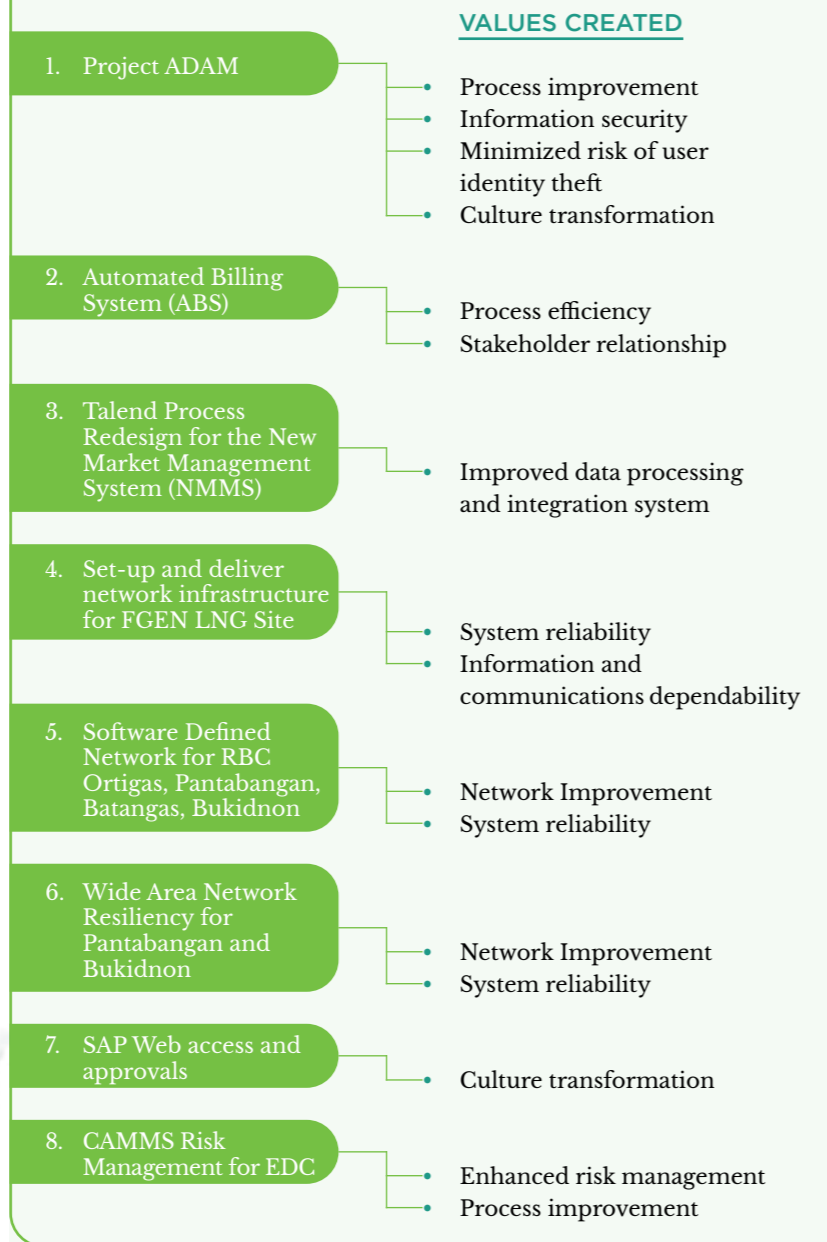 VALUES CREATED
1. Project ADAM
Process improvement
Information security
Minimized risk of user
identity theft
Culture transformation
2. Automated Billing
System (ABS)
Process efficiency
Stakeholder relationship
3. Talend Process
Redesign for the New
Market Management
System (NMMS)
Improved data processing
and integration system
4. Set-up and deliver
network infrastructure
for FGEN LNG Site
System reliability
Information and
communications dependability
5. Software Defined
Network for RBC
Ortigas, Pantabangan,
Batangas, Bukidnon
Network Improvement
System reliability
6. Wide Area Network
Resiliency for
Pantabangan and
Bukidnon
Network Improvement
System reliability
7. SAP Web access and
approvals
Culture transformation
8. CAMMS Risk
Management for EDC
Enhanced risk management
Process improvement